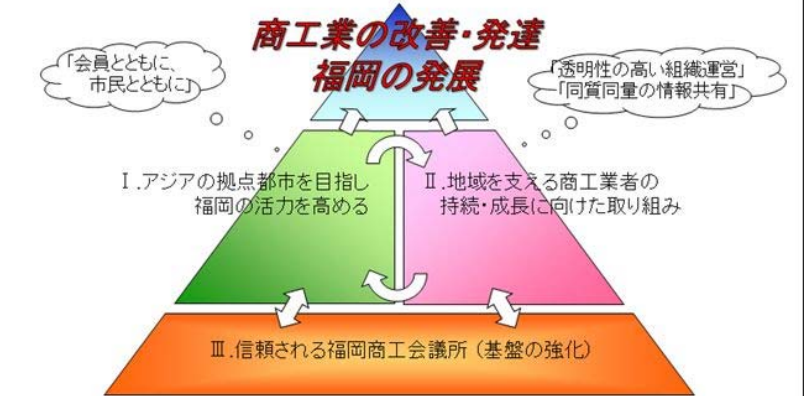 商工業の改善・発達
福岡の発展
「会員とともに、
市民とともに」
「透明性の高い組織運営」
「同質同量の情報共有」
Ⅰ.アジアの拠点都市を目指し
福岡の活力を高める
Ⅱ.地域を支える商工業者の
持続・成長に向けた取り組み
Ⅲ.信頼される福岡商工会議所（基盤の強化）